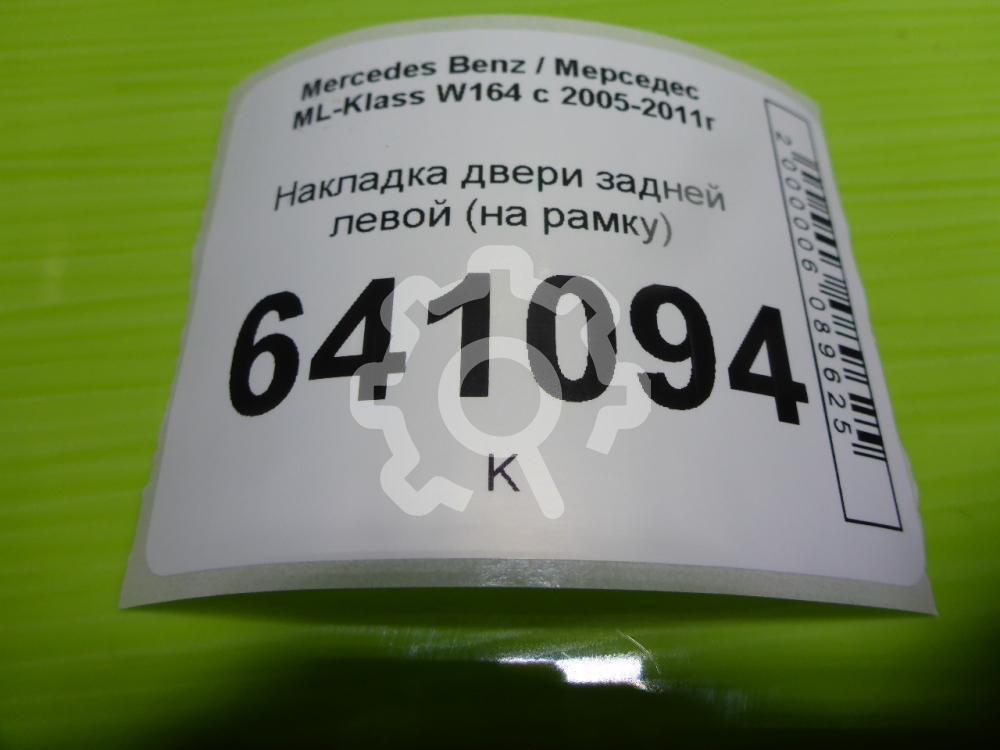 Mercedes Benz / Мерседес
ML-Klass W164 с 2005-2011г
Накладка двери задней
левой (на рамку)
641094
К
2000006089625